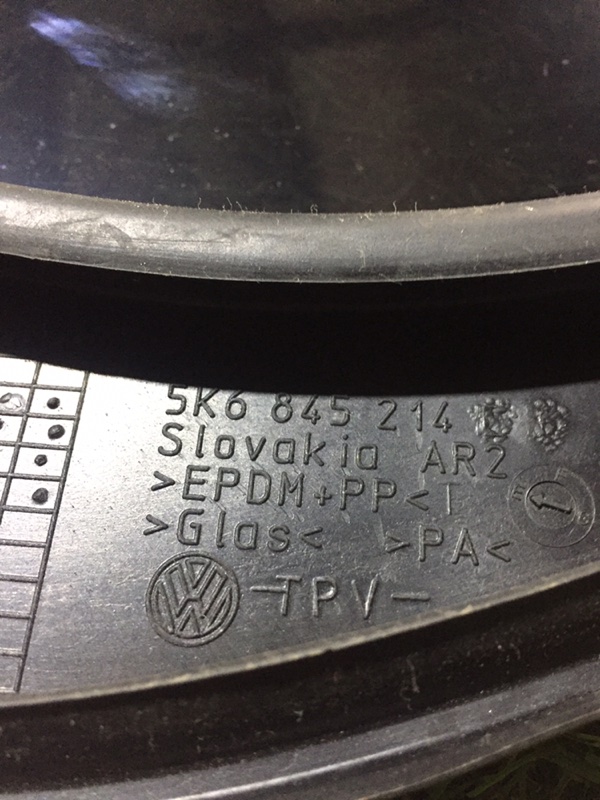 5K6 845 214
Slovakia AR2
>EPDM+PP<I
>Glas< >PA<
VW -TPV-